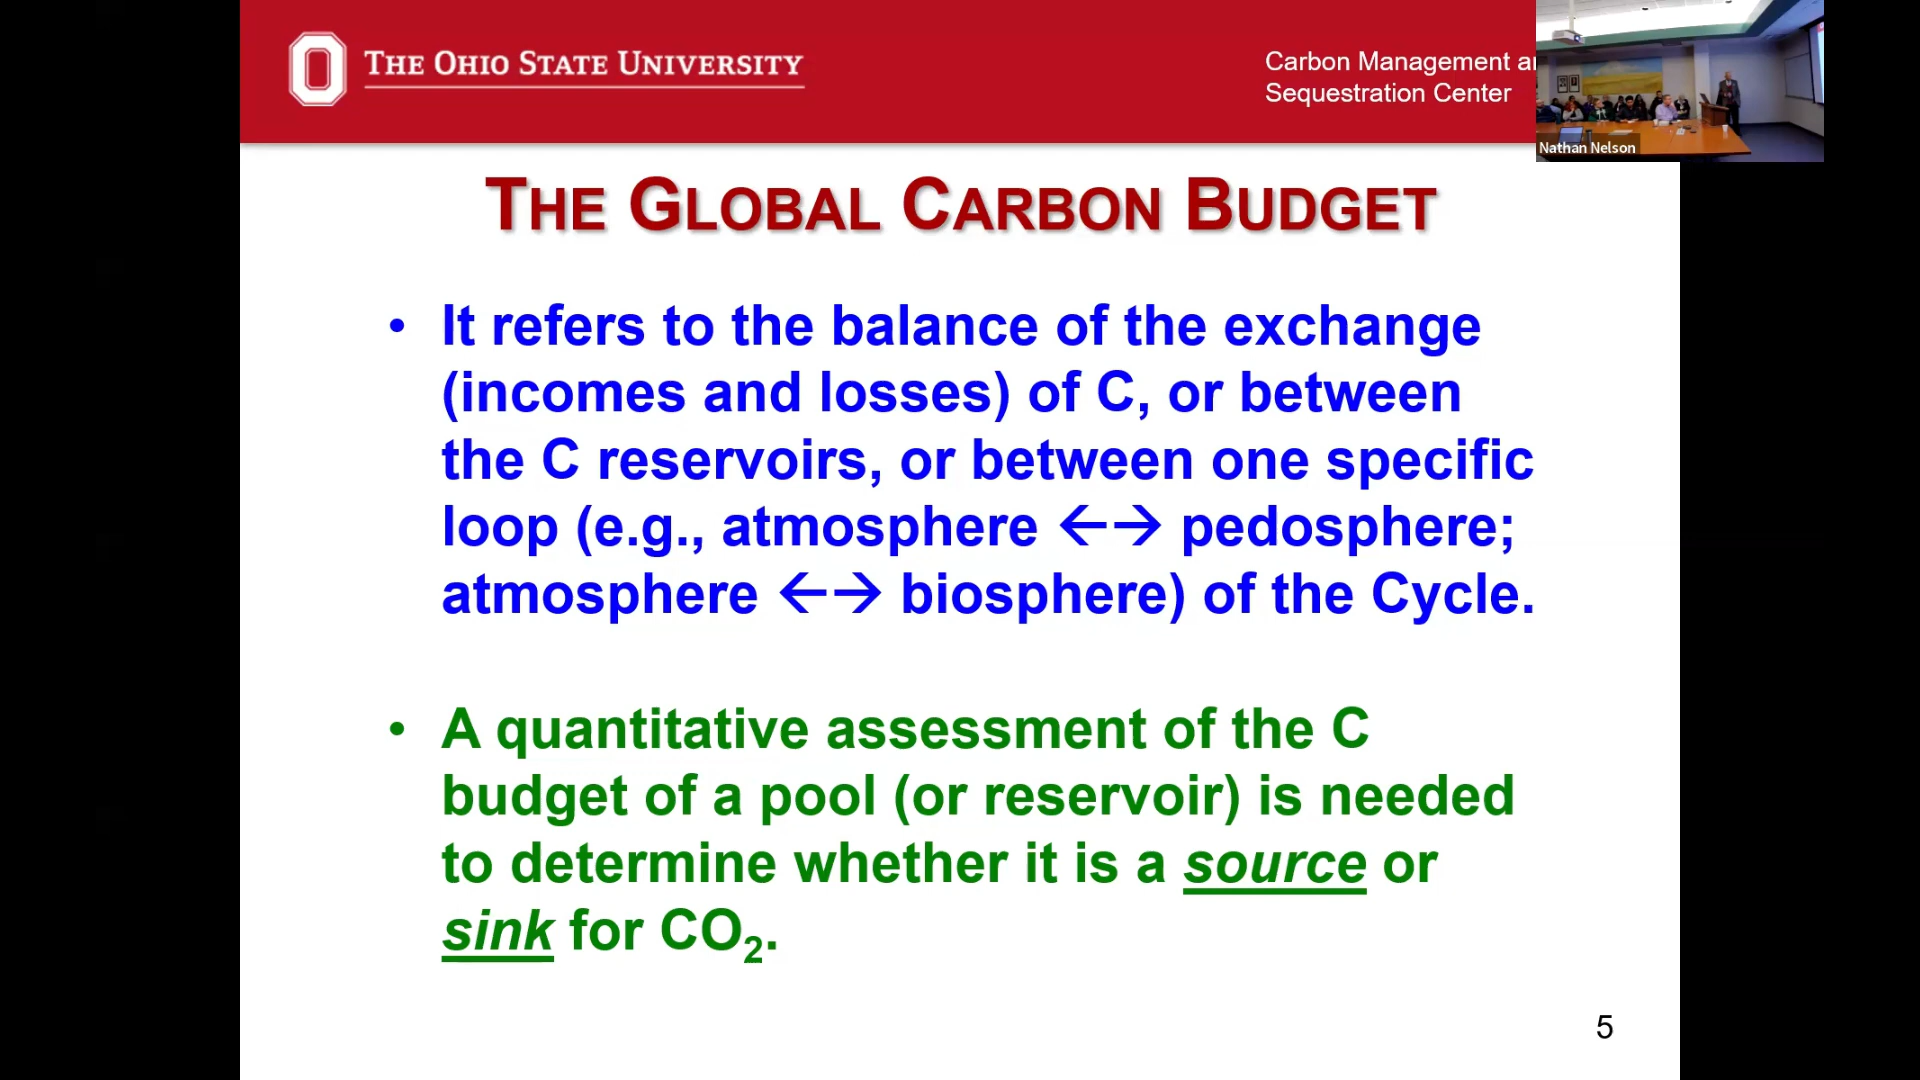 THE OHIO STATE UNIVERSITY
Carbon Management a
Sequestration Center
Nathan Nelson
THE GLOBAL CARBON BUDGET
• It refers to the balance of the exchange
(incomes and losses) of C, or between
the C reservoirs, or between one specific
loop (e.g., atmosphere ←→ pedosphere;
atmosphere ←→ biosphere) of the Cycle.
• A quantitative assessment of the C
budget of a pool (or reservoir) is needed
to determine whether it is a source or
sink for CO₂.
5